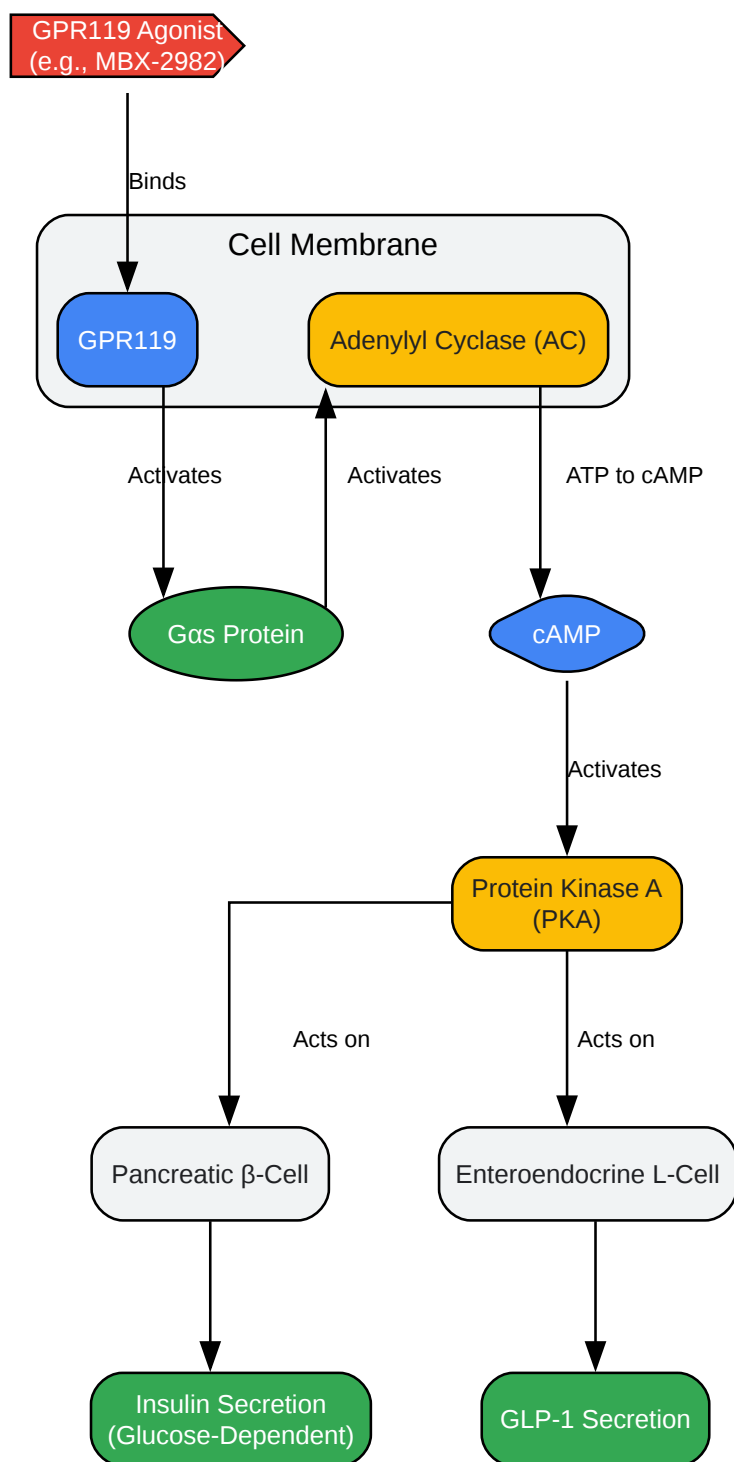 GPR119 Agonist
(e.g., MBX-2982)
Binds
Cell Membrane
GPR119
Adenylyl Cyclase (AC)
Activates
Activates
ATP to cAMP
Gαs Protein
cAMP
Activates
Protein Kinase A
(PKA)
Acts on
Acts on
Pancreatic β-Cell
Enteroendocrine L-Cell
Insulin Secretion
(Glucose-Dependent)
GLP-1 Secretion